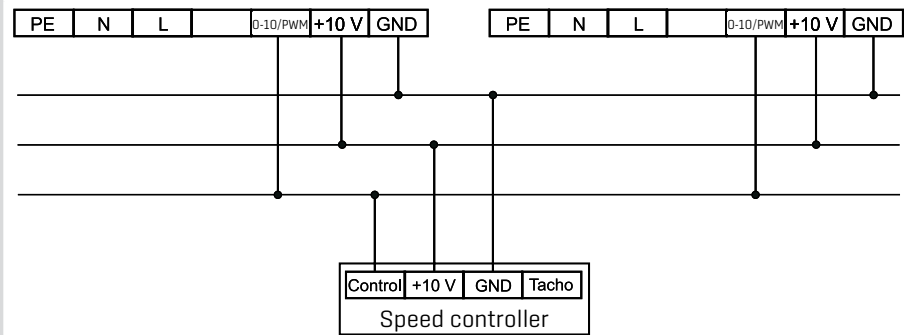 PE N L 0-10/PWM +10 V GND PE N L 0-10/PWM +10 V GND
Control +10 V GND Tacho
Speed controller